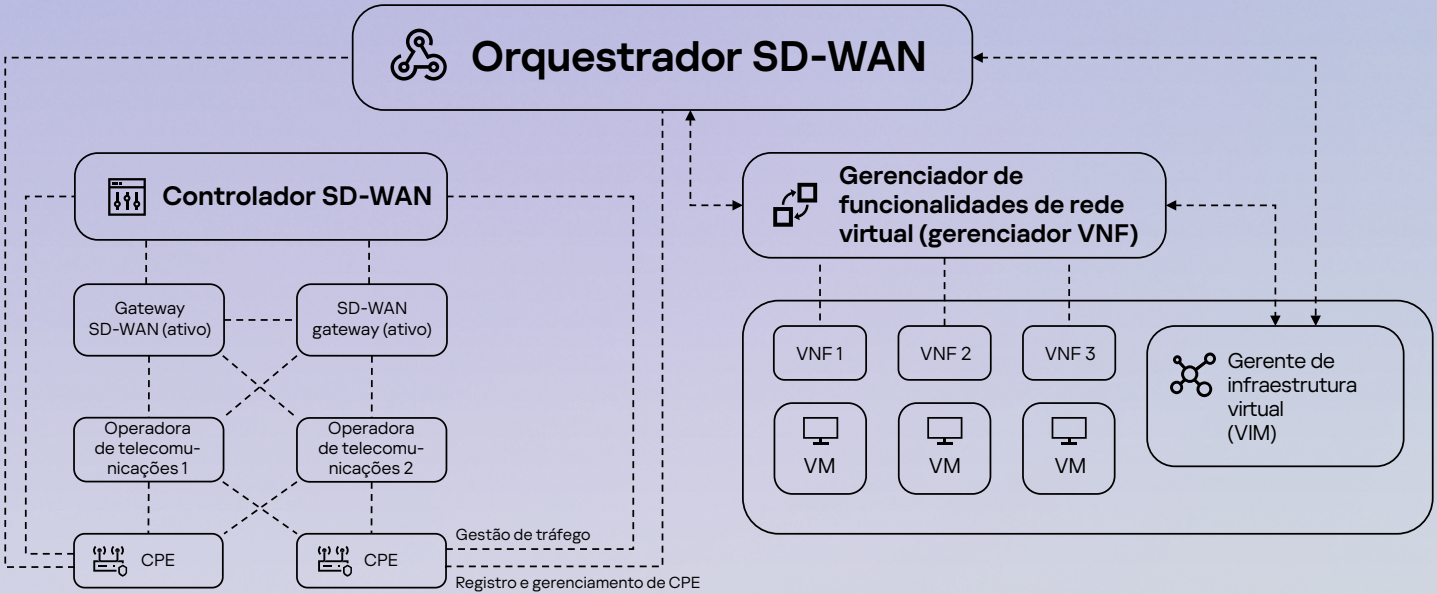 Orquestrador SD-WAN
Controlador SD-WAN
Gerenciador de
funcionalidades de rede
virtual (gerenciador VNF)
Gateway
SD-WAN (ativo)
SD-WAN
gateway (ativo)
VNF 1
VNF 2
VNF 3
Gerente de
infraestrutura
virtual
(VIM)
Operadora
de telecomu-
nicações 1
Operadora
de telecomu-
nicações 2
VM
VM
VM
Gestão de tráfego
CPE
CPE
Registro e gerenciamento de CPE